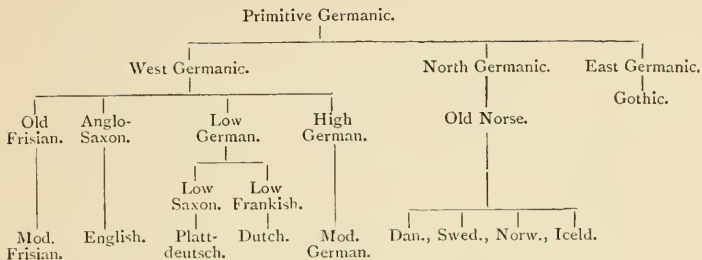 Primitive Germanic.
West Germanic. North Germanic. East Germanic.
Gothic.
Old Anglo- Low High
Frisian. Saxon. German. German. Old Norse.
Low Low
Saxon. Frankish.
Mod. English. Platt- Dutch. Mod. Dan., Swed., Norw., Iceld.
Frisian. deutsch. German.